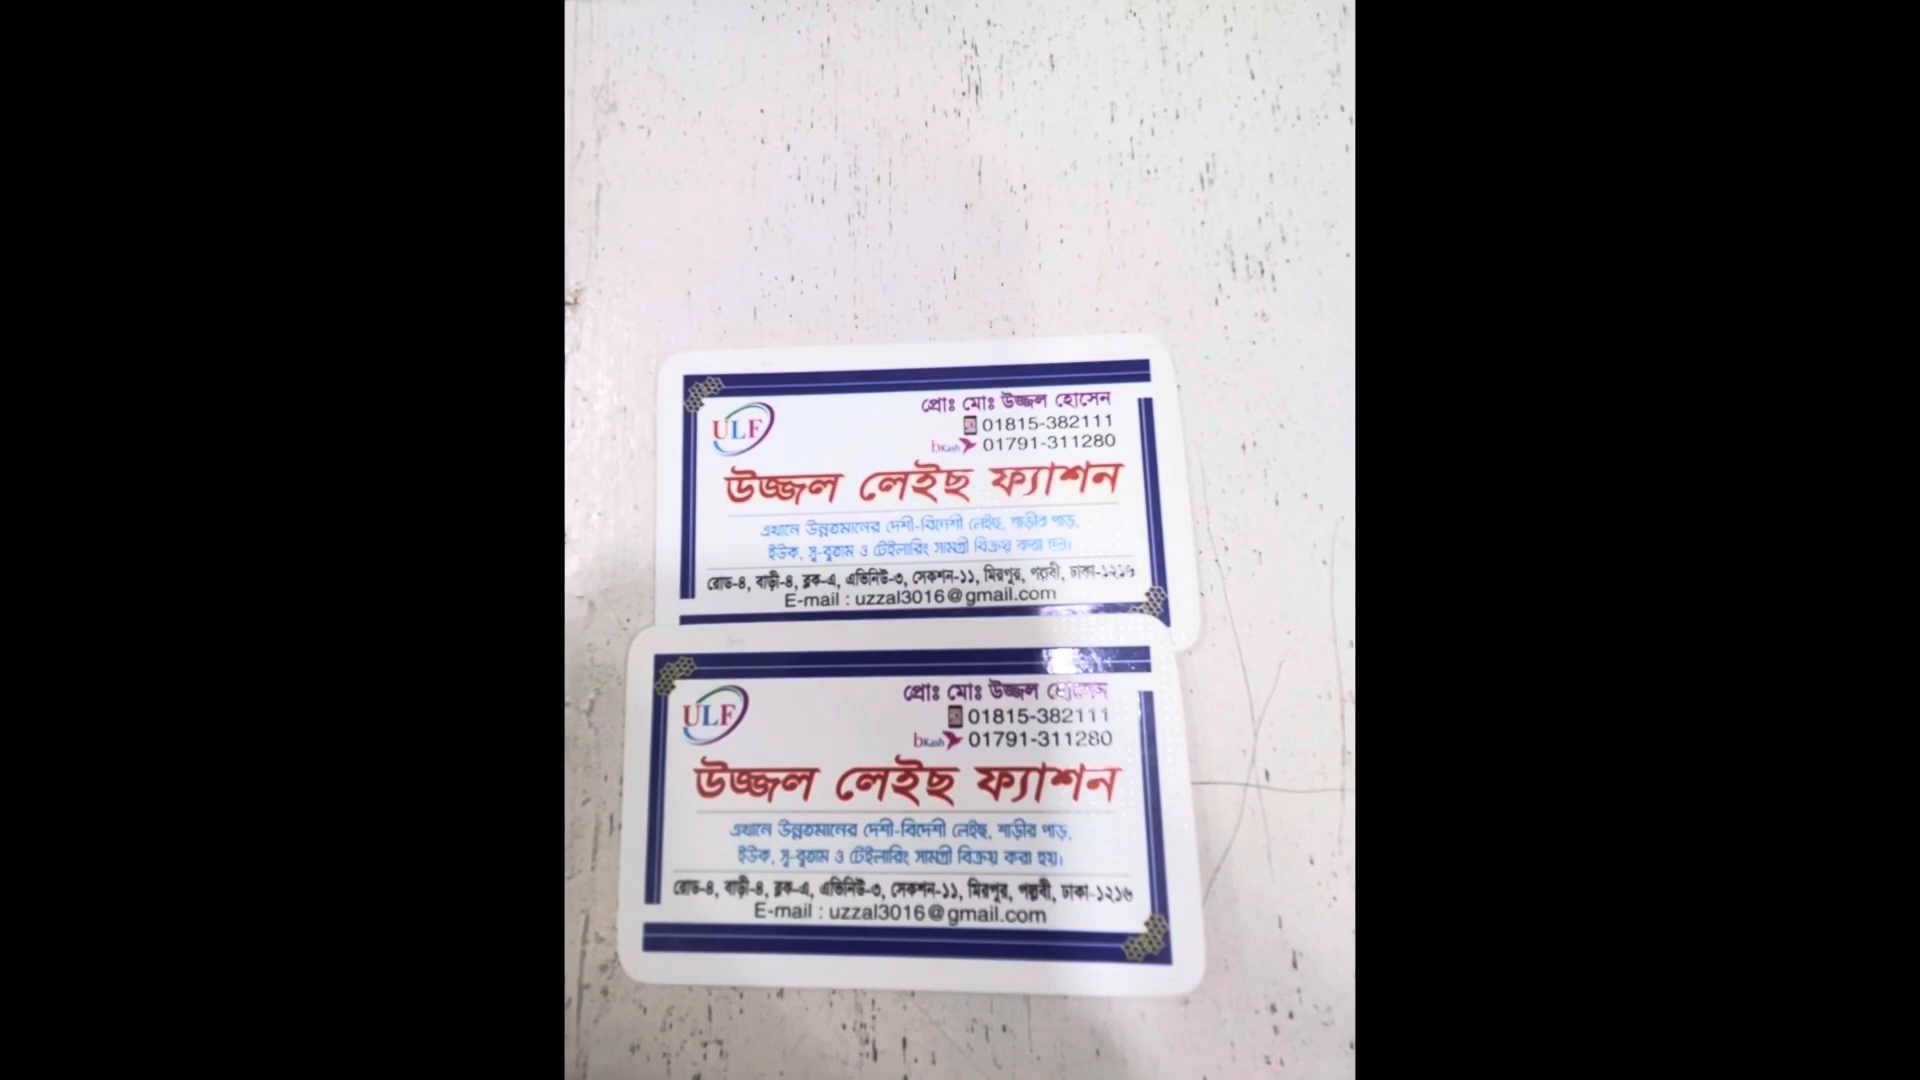 ULF
প্রোঃ মোঃ উজ্জল হোসেন
01815-382111
bKash 01791-311280
উজ্জল লেইছ ফ্যাশন
এখানে উন্নতমানের দেশী-বিদেশী লেইছ, শাড়ীর পাড়,
ইউক, সু-বুতাম ও টেইলারিং সামগ্রী বিক্রয় করা হয়।
রোড-৪, বাড়ী-৪, ব্লক-এ, এভিনিউ-৩, সেকশন-১১, মিরপুর, পল্লবী, ঢাকা-১২১৬
E-mail : uzzal3016@gmail.com
ULF
প্রোঃ মোঃ উজ্জল হোসেন
01815-382111
bKash 01791-311280
উজ্জল লেইছ ফ্যাশন
এখানে উন্নতমানের দেশী-বিদেশী লেইছ, শাড়ীর পাড়,
ইউক, সু-বুতাম ও টেইলারিং সামগ্রী বিক্রয় করা হয়।
রোড-৪, বাড়ী-৪, ব্লক-এ, এভিনিউ-৩, সেকশন-১১, মিরপুর, পল্লবী, ঢাকা-১২১৬
E-mail : uzzal3016@gmail.com